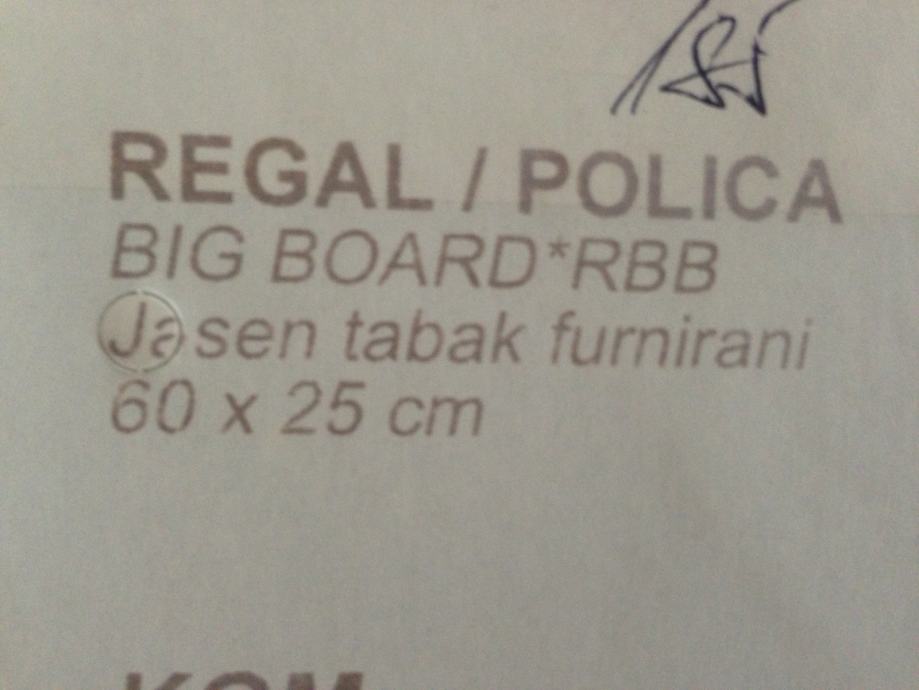 REGAL / POLICA
BIG BOARD*RBB
Jasen tabak furnirani
60 x 25 cm